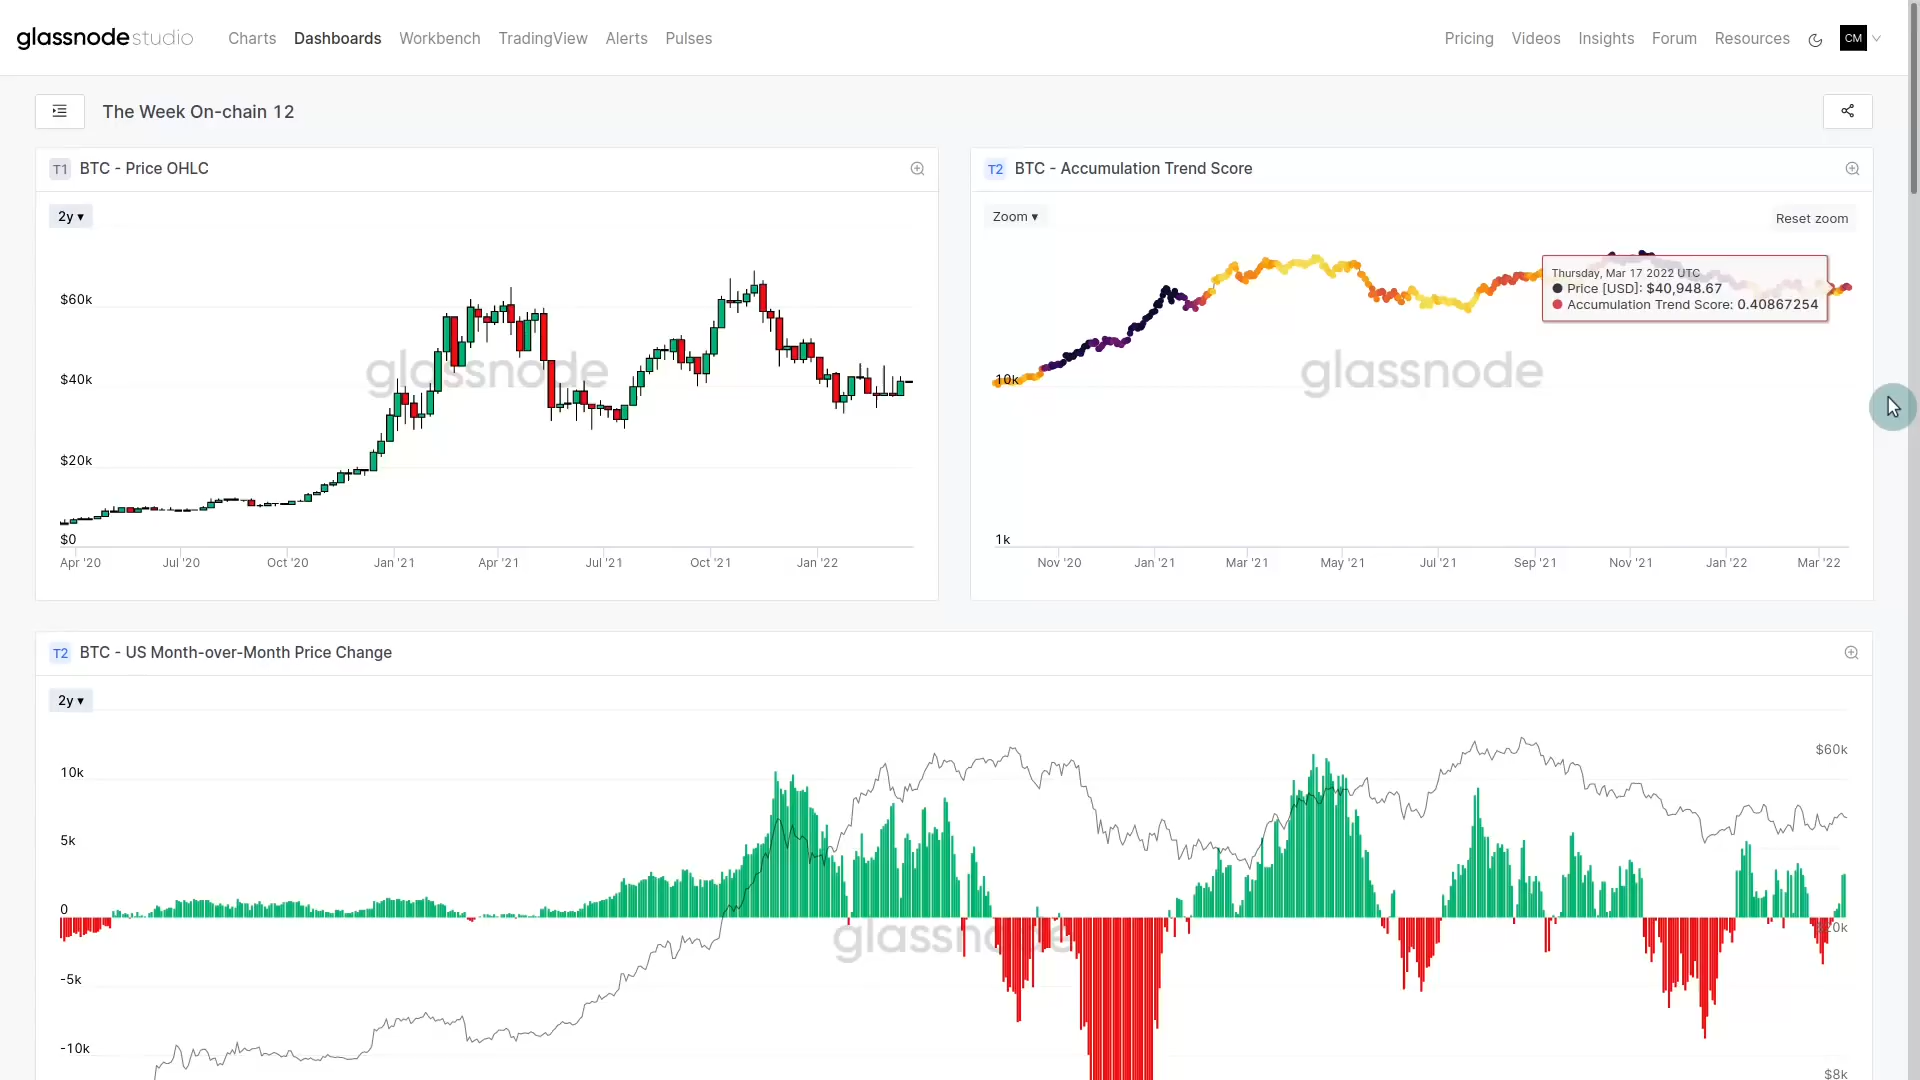 glassnodestudio Charts Dashboards Workbench TradingView Alerts Pulses Pricing Videos Insights Forum Resources CM
The Week On-chain 12
T1 BTC - Price OHLC
2y ▾
$60k
$40k
$20k
$0
glassnode
Apr '20 Jul '20 Oct '20 Jan '21 Apr '21 Jul '21 Oct '21 Jan '22
T2 BTC - Accumulation Trend Score
Zoom ▾ Reset zoom
Thursday, Mar 17 2022 UTC
Price [USD]: $40,948.67
Accumulation Trend Score: 0.40867254
10k
1k
glassnode
Nov '20 Jan '21 Mar '21 May '21 Jul '21 Sep '21 Nov '21 Jan '22 Mar '22
T2 BTC - US Month-over-Month Price Change
2y ▾
10k
5k
0
-5k
-10k
glassnode
$60k
$20k
$8k